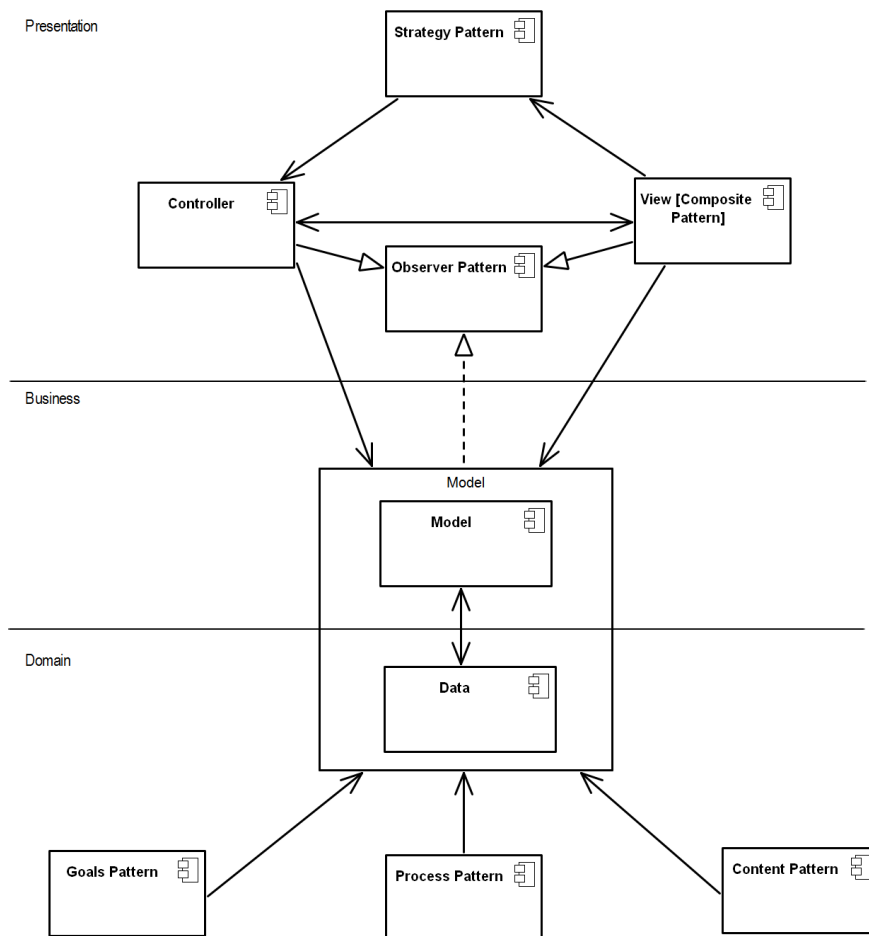 Presentation
Strategy Pattern
Controller
View [Composite
Pattern]
Observer Pattern
Business
Model
Model
Domain
Data
Goals Pattern
Process Pattern
Content Pattern